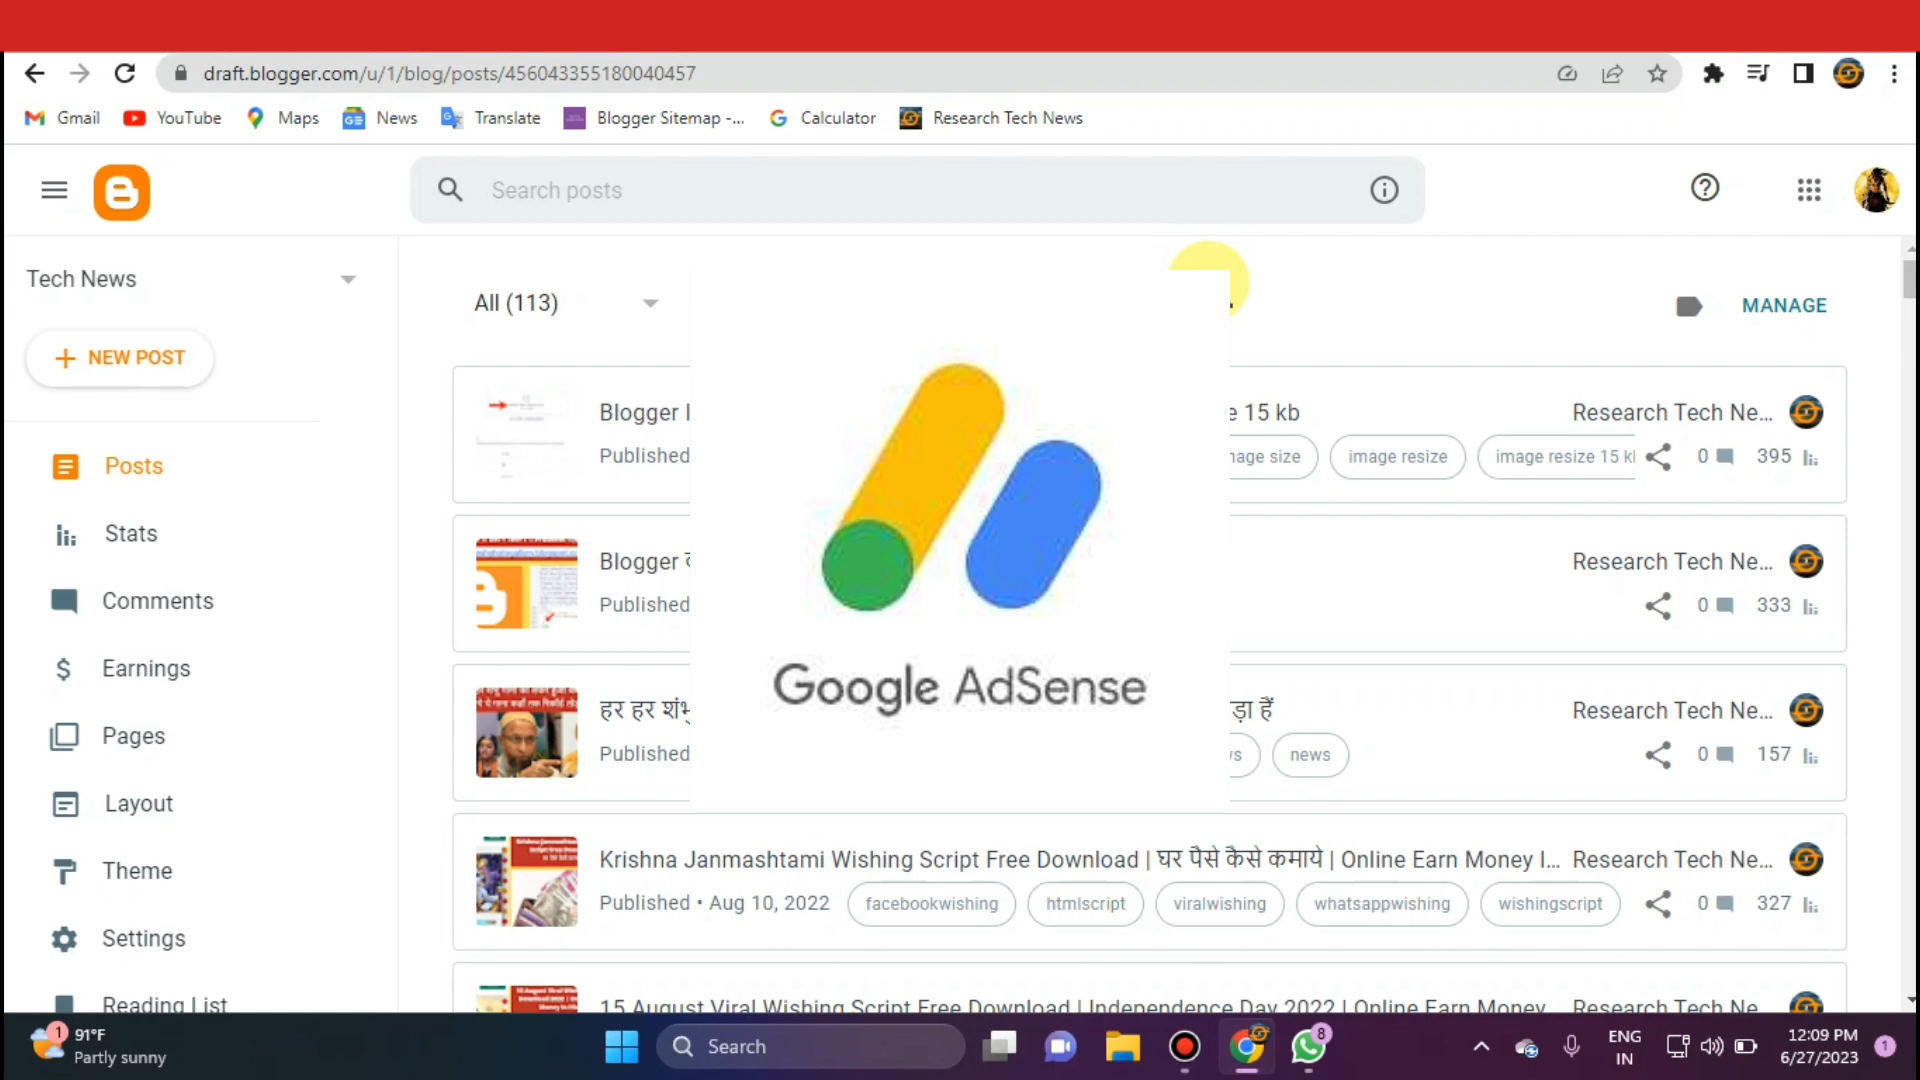 draft.blogger.com/u/1/blog/posts/456043355180040457
Gmail YouTube Maps News Translate Blogger Sitemap -... Calculator Research Tech News
Search posts
Tech News
All (113)
MANAGE
NEW POST
Posts
Stats
Comments
Earnings
Pages
Layout
Theme
Settings
Reading List
Blogger
15 kb
Research Tech Ne...
Published
image resize
image resize 15
0 395
Blogger
Research Tech Ne...
Published
0 333
हर हर
हैं
Research Tech Ne...
Published
news
0 157
Google AdSense
Krishna Janmashtami Wishing Script Free Download | घर पैसे कैसे कमाये | Online Earn Money I... Research Tech Ne...
Published • Aug 10, 2022 facebookwishing htmlscript viralwishing whatsappwishing wishingscript 0 327
15 August Viral Wishing Script Free Download | Independence Day 2022 | Online Earn Money Research Tech Ne
1 91°F
Partly sunny
Search
8
ENG
IN
12:09 PM
6/27/2023
1